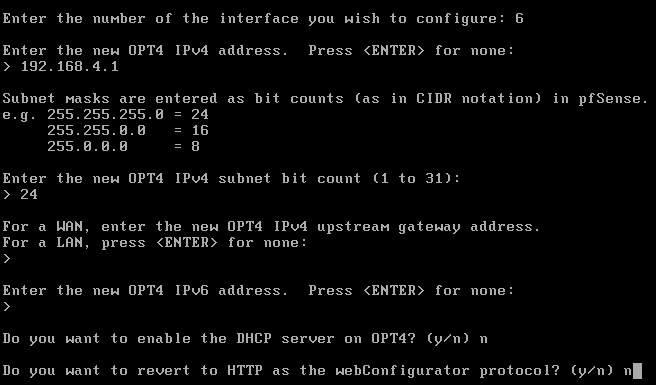 Enter the number of the interface you wish to configure: 6
Enter the new OPT4 IPv4 address.  Press <ENTER> for none:
> 192.168.4.1
Subnet masks are entered as bit counts (as in CIDR notation) in pfSense.
e.g. 255.255.255.0 = 24
     255.255.0.0   = 16
     255.0.0.0     = 8
Enter the new OPT4 IPv4 subnet bit count (1 to 31):
> 24
For a WAN, enter the new OPT4 IPv4 upstream gateway address.
For a LAN, press <ENTER> for none:
>
Enter the new OPT4 IPv6 address.  Press <ENTER> for none:
>
Do you want to enable the DHCP server on OPT4? (y/n) n
Do you want to revert to HTTP as the webConfigurator protocol? (y/n) n